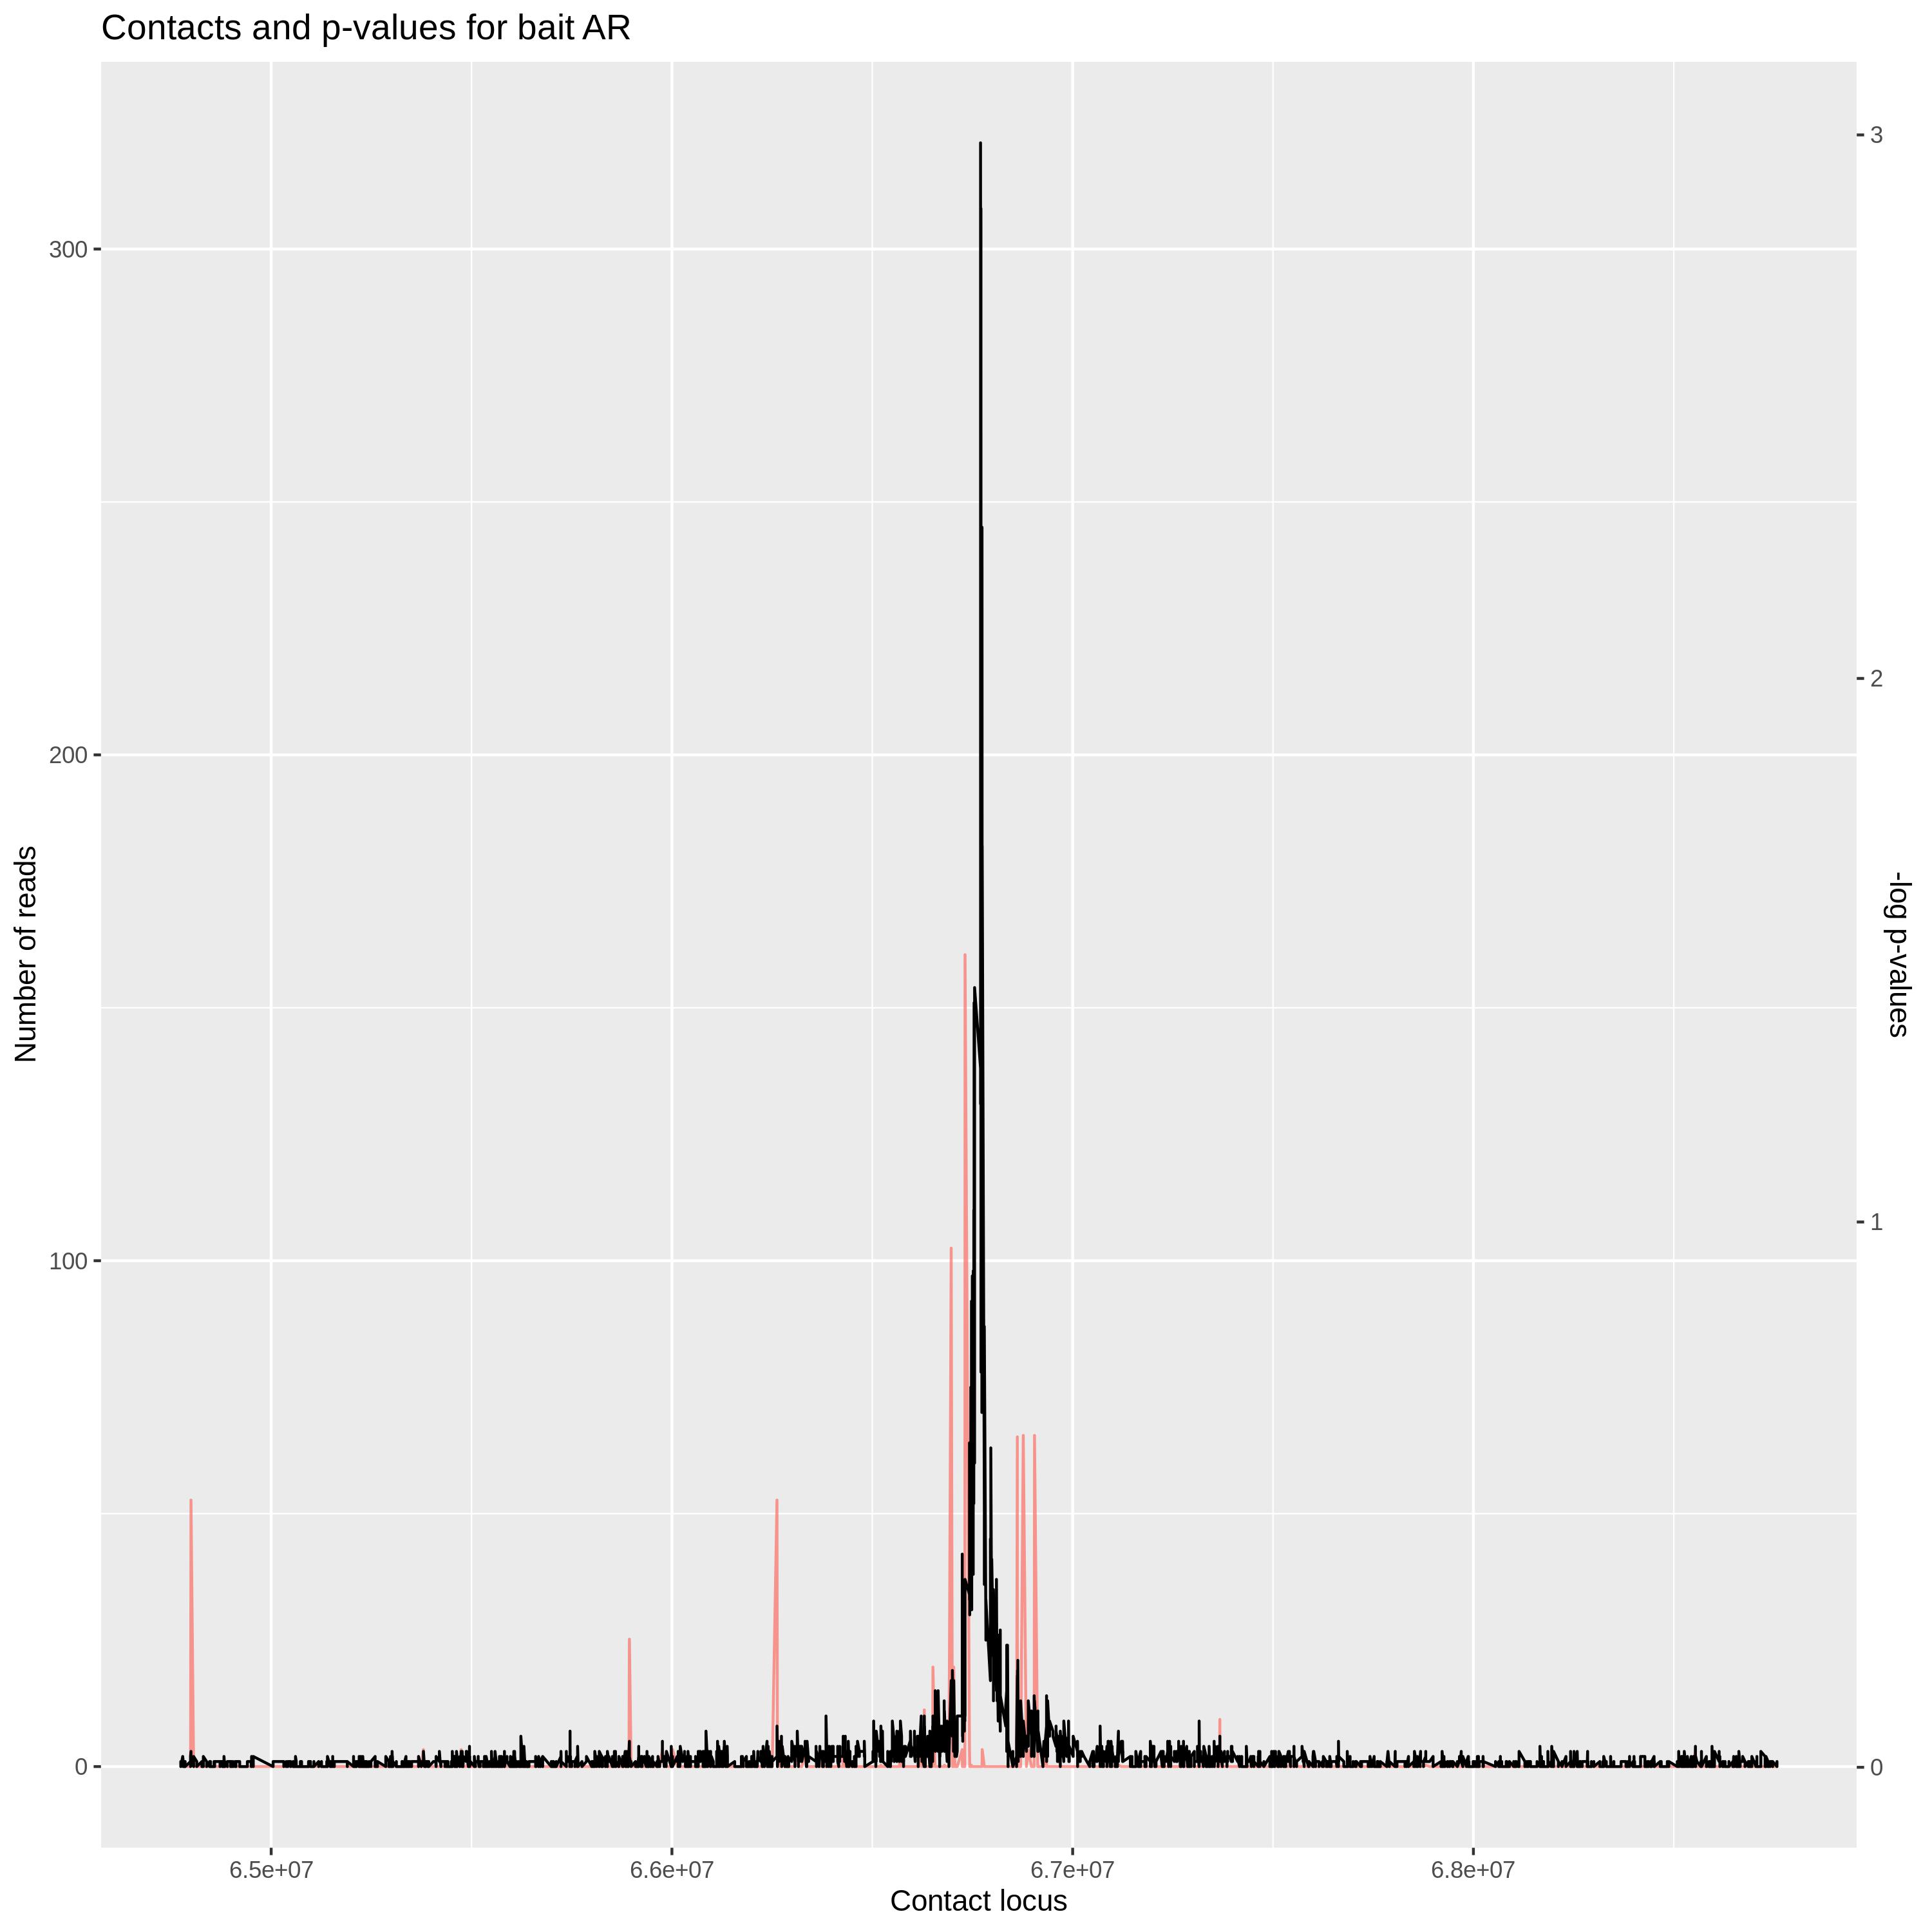 Contacts and p-values for bait AR
300
200
100
0
Number of reads
3
2
1
0
-log p-values
6.5e+07
6.6e+07
6.7e+07
6.8e+07
Contact locus